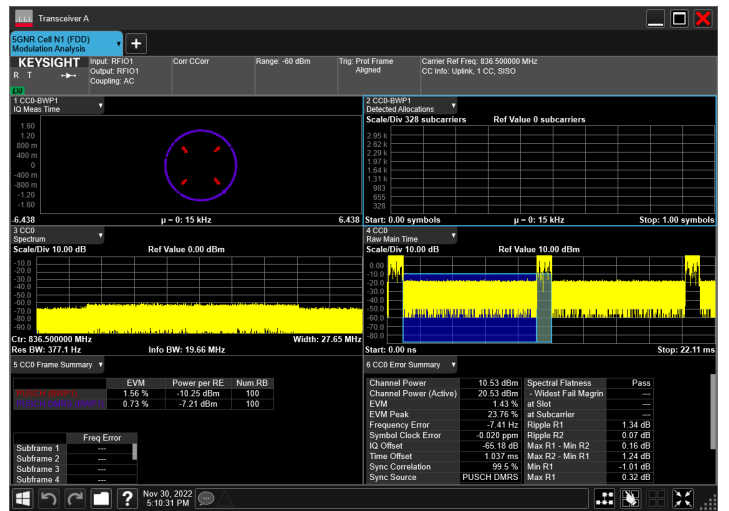 Transceiver A
5GNR Cell N1 (FDD)
Modulation Analysis
KEYSIGHT
R T
LXI
Input: RFIO1
Output: RFIO1
Coupling: AC
Corr CCorr
Range: -60 dBm
Trig: Prot Frame
Aligned
Carrier Ref Freq: 836.500000 MHz
CC Info: Uplink, 1 CC, SISO
1 CC0-BWP1
IQ Meas Time
1.60
1.20
800 m
400 m
0
-400 m
-800 m
-1.20
-1.60
-6.438
μ = 0: 15 kHz
6.438
2 CC0-BWP1
Detected Allocations
Scale/Div 328 subcarriers
Ref Value 0 subcarriers
2.95 k
2.62 k
2.29 k
1.97 k
1.64 k
1.31 k
983
655
328
Start: 0.00 symbols
μ = 0: 15 kHz
Stop: 1.00 symbols
3 CC0
Spectrum
Scale/Div 10.00 dB
Ref Value 0.00 dBm
-10.0
-20.0
-30.0
-40.0
-50.0
-60.0
-70.0
-80.0
-90.0
Ctr: 836.500000 MHz
Width: 27.65 MHz
Res BW: 377.1 Hz
Info BW: 19.66 MHz
4 CC0
Raw Main Time
Scale/Div 10.00 dB
Ref Value 10.00 dBm
0.00
-10.0
-20.0
-30.0
-40.0
-50.0
-60.0
-70.0
-80.0
Start: 0.00 ns
Stop: 22.11 ms
5 CC0 Frame Summary
EVM Power per RE Num.RB
PUSCH (BWP1) 1.56 % -10.25 dBm 100
0.73 % -7.21 dBm 100
Freq Error
Subframe 1 ---
Subframe 2 ---
Subframe 3 ---
Subframe 4 ---
6 CC0 Error Summary
Channel Power 10.53 dBm Spectral Flatness Pass
Channel Power (Active) 20.53 dBm - Widest Fail Magrin ---
EVM 1.43 % at Slot ---
EVM Peak 23.76 % at Subcarrier ---
Frequency Error -7.41 Hz Ripple R1 1.34 dB
Symbol Clock Error -0.020 ppm Ripple R2 0.07 dB
IQ Offset -65.18 dB Max R1 - Min R2 0.16 dB
Time Offset 1.037 ms Max R2 - Min R1 1.24 dB
Sync Correlation 99.5 % Min R1 -1.01 dB
Sync Source PUSCH DMRS Max R1 0.32 dB
Nov 30, 2022
5:10:31 PM